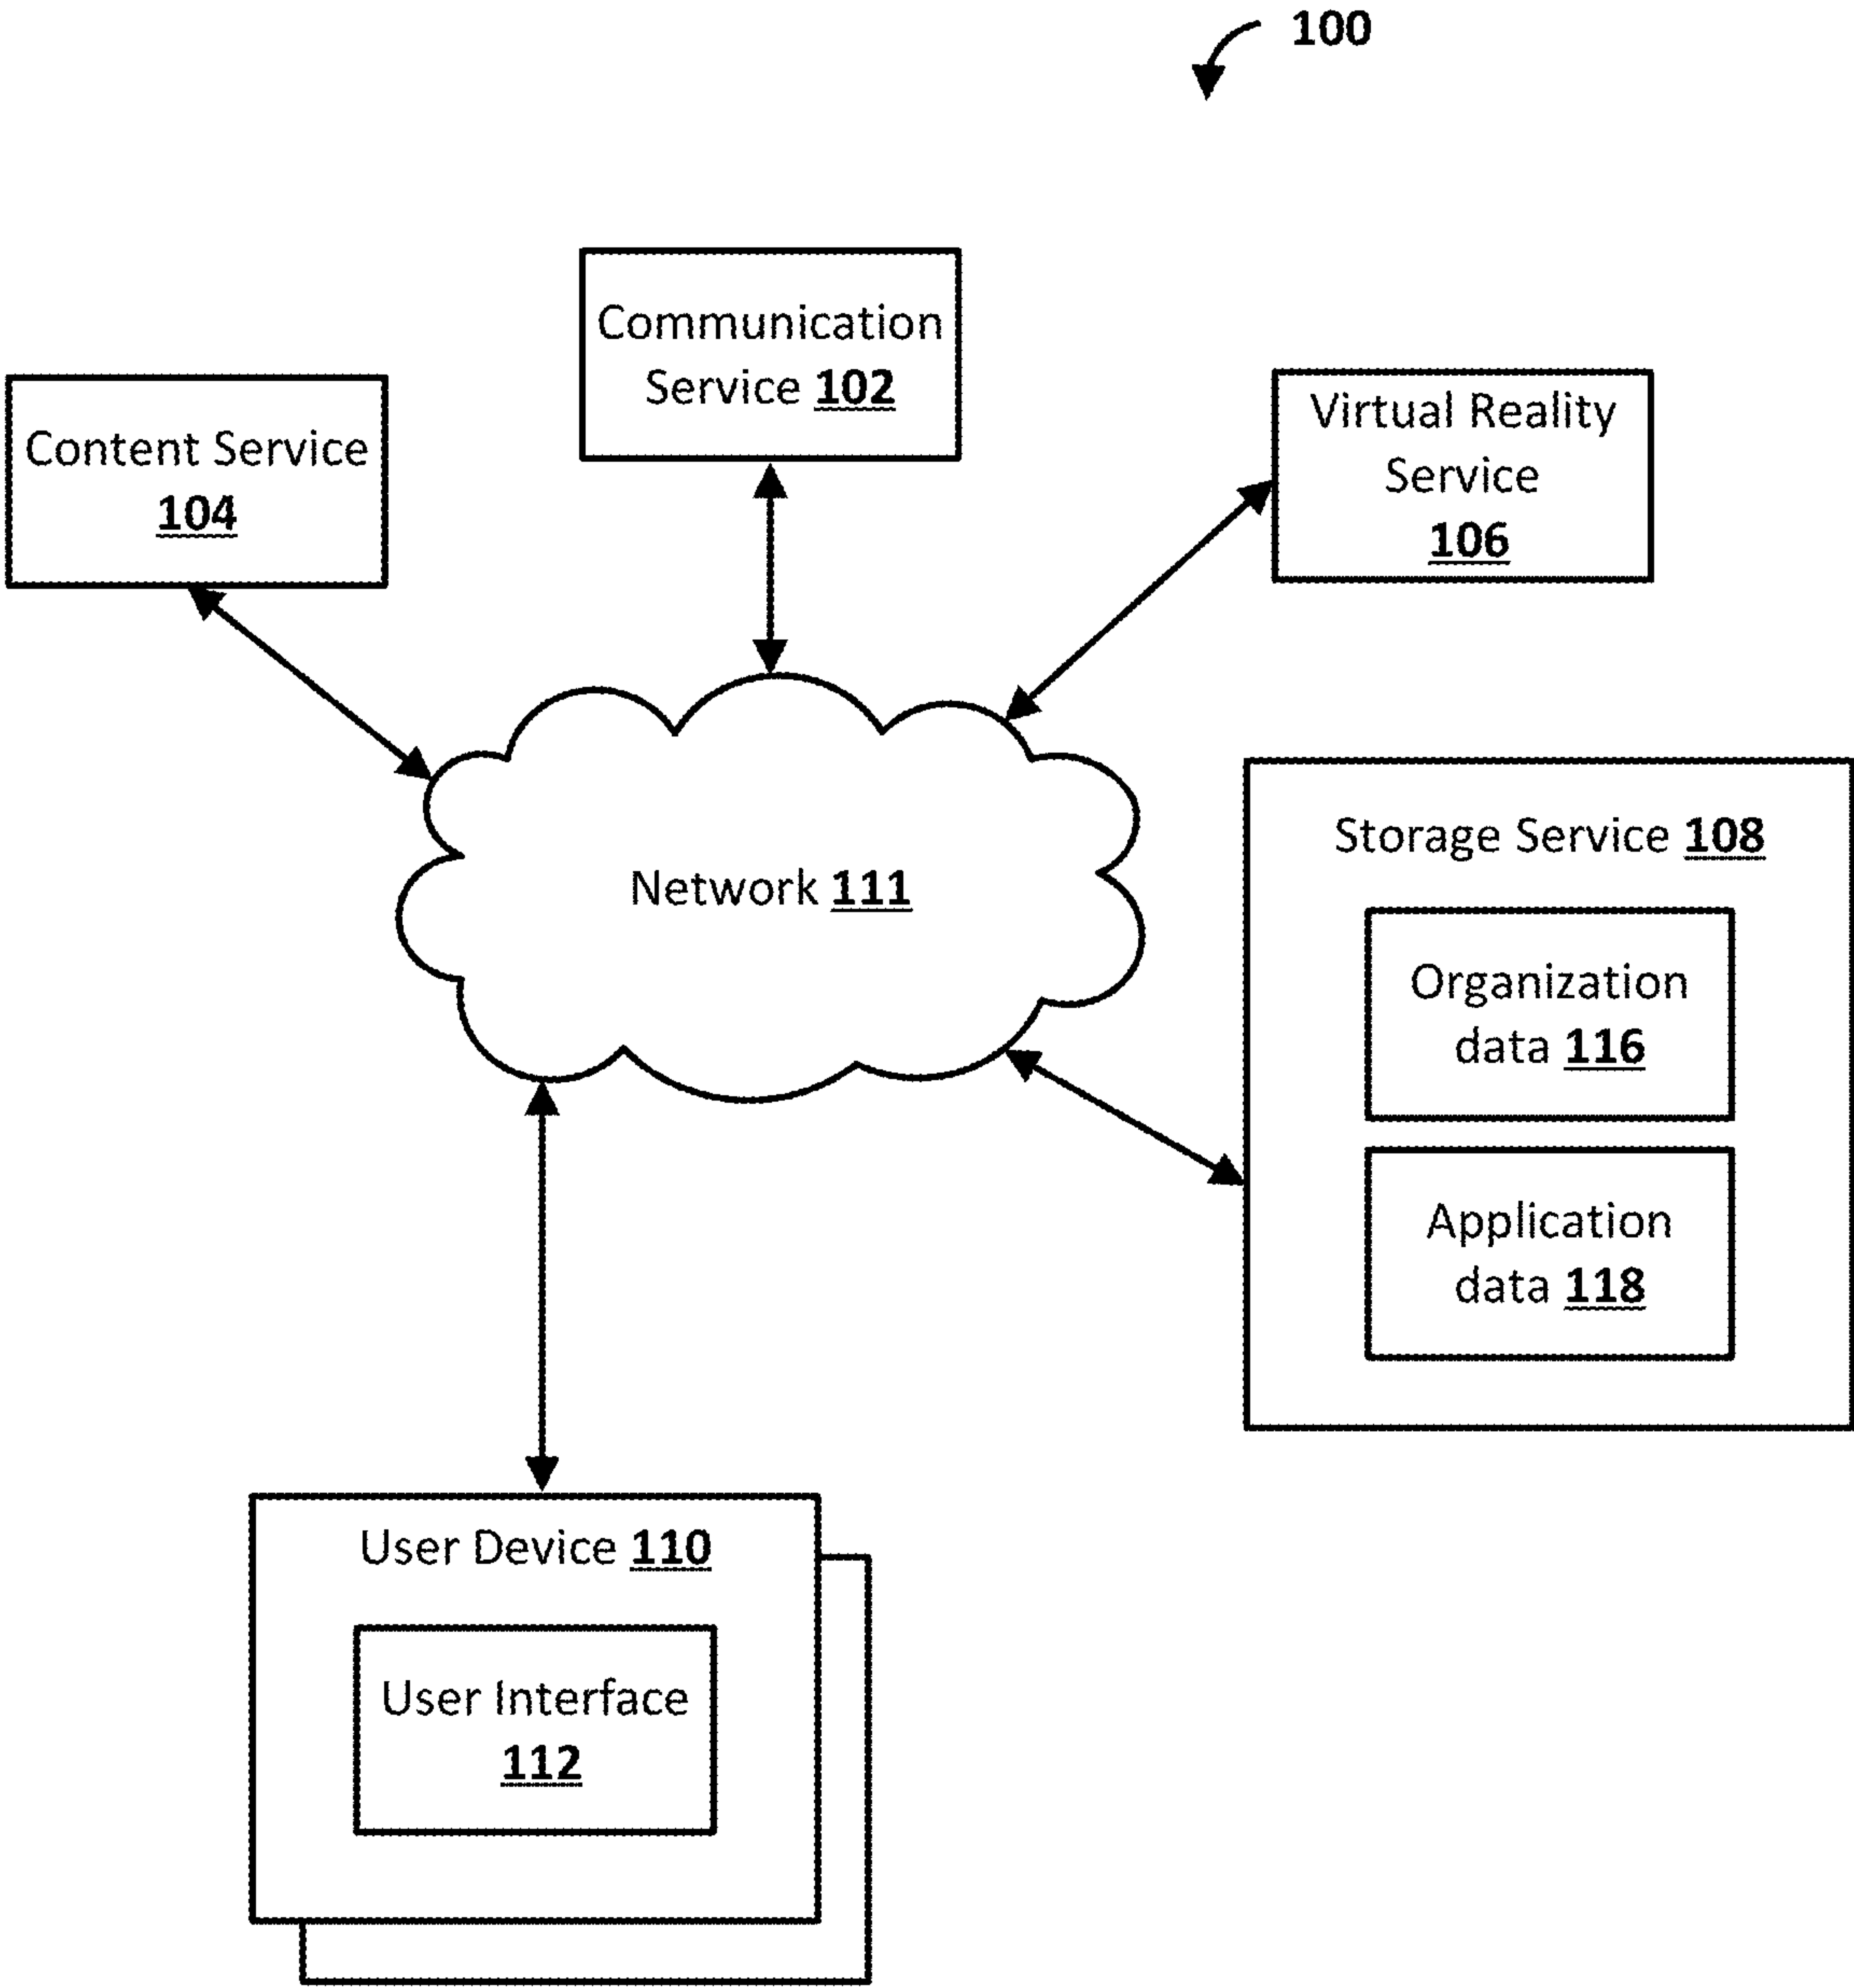 100
Communication
Service 102
Content Service
104
Virtual Reality
Service
106
Network 111
Storage Service 108
Organization
data 116
Application
data 118
User Device 110
User Interface
112